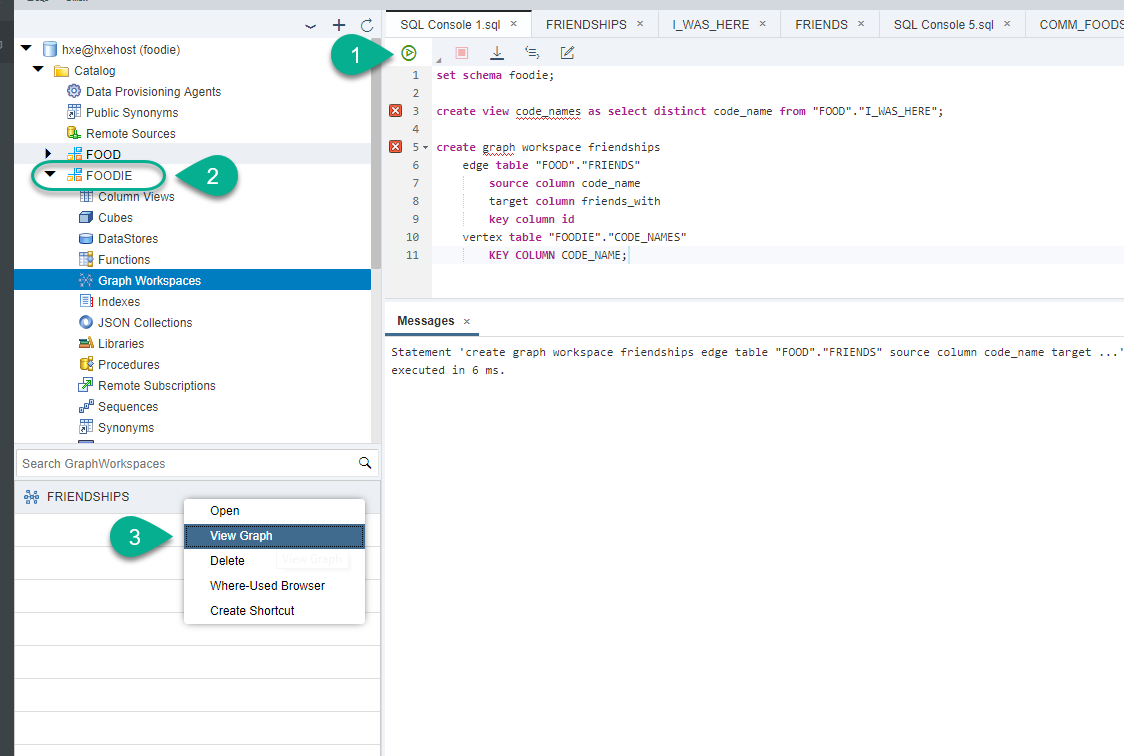 hxe@hxehost (foodie)
Catalog
Data Provisioning Agents
Public Synonyms
Remote Sources
FOOD
FOODIE
2
Column Views
Cubes
DataStores
Functions
Graph Workspaces
Indexes
JSON Collections
Libraries
Procedures
Remote Subscriptions
Sequences
Synonyms
Search GraphWorkspaces
FRIENDSHIPS
3
Open
View Graph
Delete
View Graph
Where-Used Browser
Create Shortcut
SQL Console 1.sql × FRIENDSHIPS × I_WAS_HERE × FRIENDS × SQL Console 5.sql × COMM_FOODS
1
1 set schema foodie;
2
3 create view code_names as select distinct code_name from "FOOD"."I_WAS_HERE";
4
5 create graph workspace friendships
6 edge table "FOOD"."FRIENDS"
7 source column code_name
8 target column friends_with
9 key column id
10 vertex table "FOODIE"."CODE_NAMES"
11 KEY COLUMN CODE_NAME;
Messages ×
Statement 'create graph workspace friendships edge table "FOOD"."FRIENDS" source column code_name target ...'
executed in 6 ms.